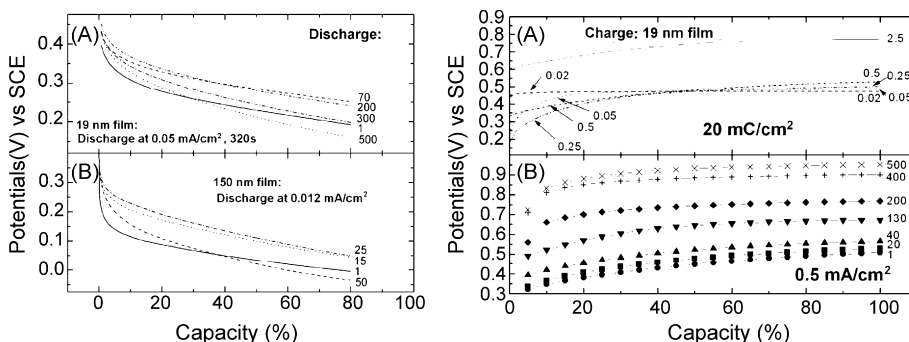 Potentials(V) vs SCE
(A)
Discharge:
0.4
0.3
0.2
70
200
300
1
500
19 nm film:
Discharge at 0.05 mA/cm², 320s
(B)
150 nm film:
Discharge at 0.012 mA/cm²
0.3
0.2
0.1
0.0
25
15
1
50
0 20 40 60 80 100
Capacity (%)
Potentials(V) vs SCE
(A)
Charge; 19 nm film
0.9
0.8
0.7
0.6
0.5
0.4
0.3
0.2
2.5
0.02
0.5
0.25
0.05
0.05
0.02
0.5
0.25
20 mC/cm²
(B)
0.9
0.8
0.7
0.6
0.5
0.4
0.3
500
400
200
130
40
20
1
0.5 mA/cm²
0 20 40 60 80 100
Capacity (%)